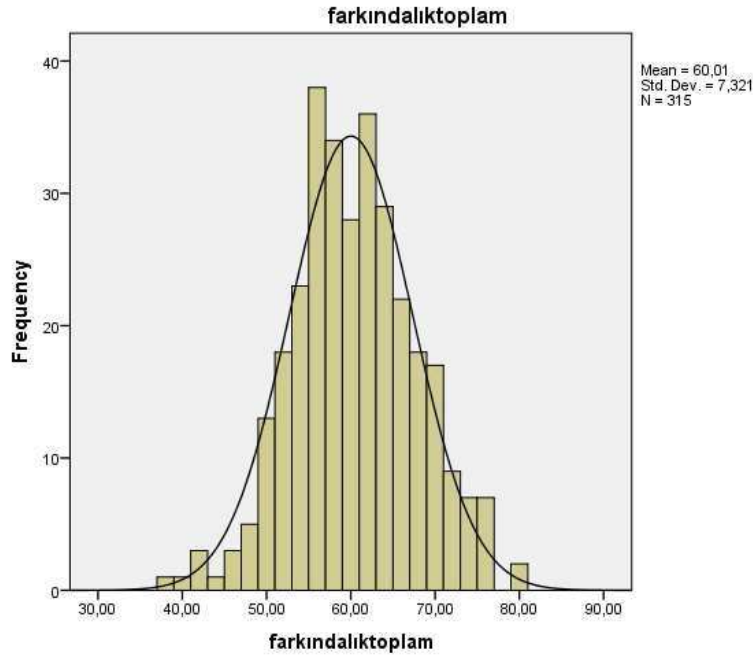 farkındalıktoplam
Mean = 60,01
Std. Dev. = 7,321
N = 315
40
30
20
10
0
Frequency
30,00 40,00 50,00 60,00 70,00 80,00 90,00
farkındalıktoplam